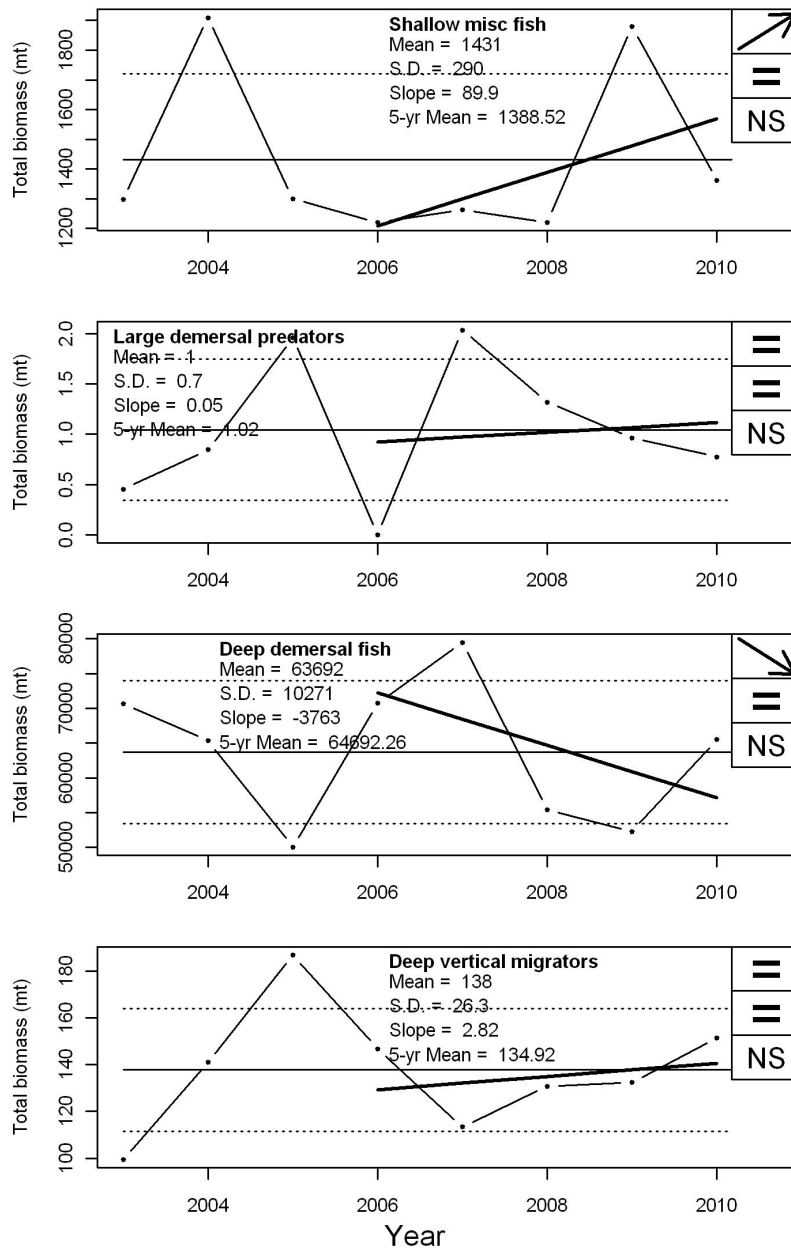 Total biomass (mt)
1200 1400 1600 1800
Shallow misc fish
Mean = 1431
S.D. = 290
Slope = 89.9
5-yr Mean = 1388.52
=
NS
2004 2006 2008 2010
Total biomass (mt)
0.0 0.5 1.0 1.5 2.0
Large demersal predators
Mean = 1
S.D. = 0.7
Slope = 0.05
5-yr Mean = 1.02
=
=
NS
2004 2006 2008 2010
Total biomass (mt)
50000 60000 70000 80000
Deep demersal fish
Mean = 63692
S.D. = 10271
Slope = -3763
5-yr Mean = 64692.26
=
NS
2004 2006 2008 2010
Total biomass (mt)
100 120 140 160 180
Deep vertical migrators
Mean = 138
S.D. = 26.3
Slope = 2.82
5-yr Mean = 134.92
=
=
NS
2004 2006 2008 2010
Year